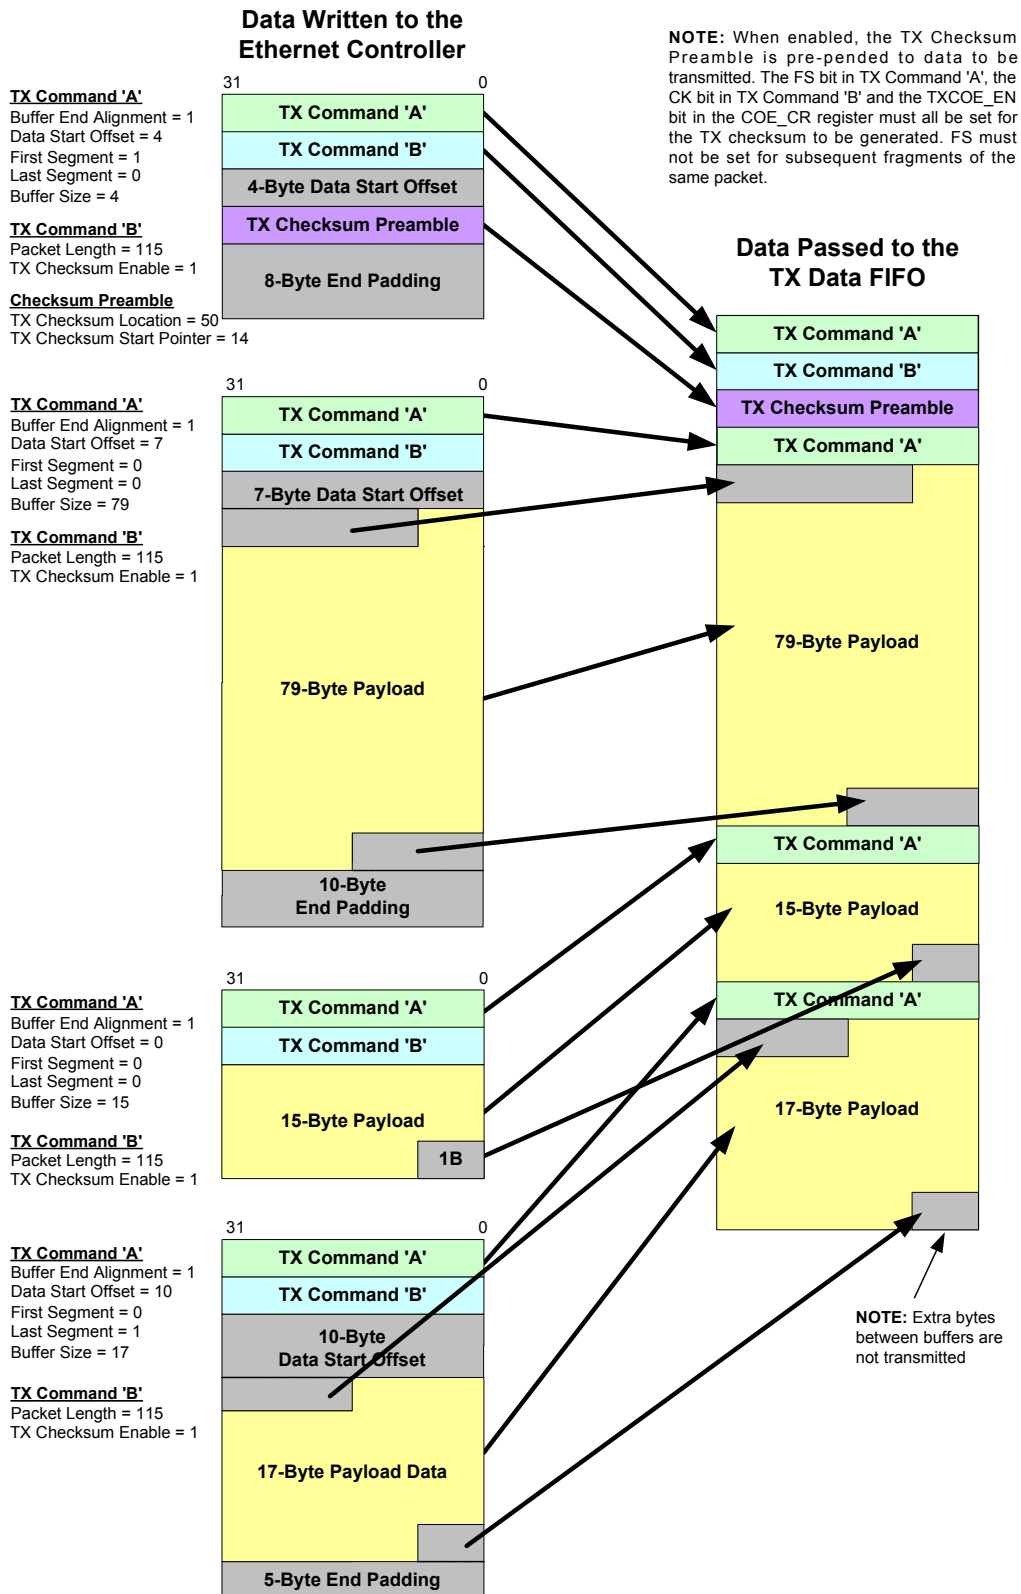 Data Written to the
Ethernet Controller
NOTE: When enabled, the TX Checksum
Preamble is pre-pended to data to be
transmitted. The FS bit in TX Command 'A', the
CK bit in TX Command 'B' and the TXCOE_EN
bit in the COE_CR register must all be set for
the TX checksum to be generated. FS must
not be set for subsequent fragments of the
same packet.
31 0
TX Command 'A'
Buffer End Alignment = 1
Data Start Offset = 4
First Segment = 1
Last Segment = 0
Buffer Size = 4
TX Command 'B'
Packet Length = 115
TX Checksum Enable = 1
Checksum Preamble
TX Checksum Location = 50
TX Checksum Start Pointer = 14
TX Command 'A'
TX Command 'B'
4-Byte Data Start Offset
TX Checksum Preamble
8-Byte End Padding
Data Passed to the
TX Data FIFO
TX Command 'A'
TX Command 'B'
TX Checksum Preamble
TX Command 'A'
79-Byte Payload
TX Command 'A'
15-Byte Payload
TX Command 'A'
17-Byte Payload
NOTE: Extra bytes
between buffers are
not transmitted
31 0
TX Command 'A'
Buffer End Alignment = 1
Data Start Offset = 7
First Segment = 0
Last Segment = 0
Buffer Size = 79
TX Command 'B'
Packet Length = 115
TX Checksum Enable = 1
TX Command 'A'
TX Command 'B'
7-Byte Data Start Offset
79-Byte Payload
10-Byte
End Padding
31 0
TX Command 'A'
Buffer End Alignment = 1
Data Start Offset = 0
First Segment = 0
Last Segment = 0
Buffer Size = 15
TX Command 'B'
Packet Length = 115
TX Checksum Enable = 1
TX Command 'A'
TX Command 'B'
15-Byte Payload
1B
31 0
TX Command 'A'
Buffer End Alignment = 1
Data Start Offset = 10
First Segment = 0
Last Segment = 1
Buffer Size = 17
TX Command 'B'
Packet Length = 115
TX Checksum Enable = 1
TX Command 'A'
TX Command 'B'
10-Byte
Data Start Offset
17-Byte Payload Data
5-Byte End Padding